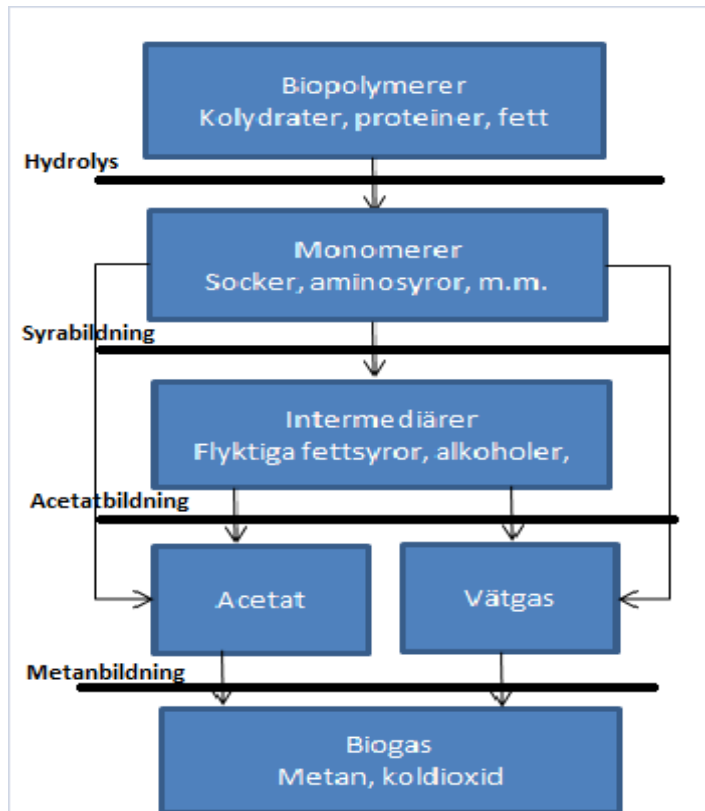 Biopolymerer
Kolydrater, proteiner, fett
Hydrolys
Monomerer
Socker, aminosyror, m.m.
Syrabildning
Intermediärer
Flyktiga fettsyror, alkoholer,
Acetatbildning
Acetat
Vätgas
Metanbildning
Biogas
Metan, koldioxid